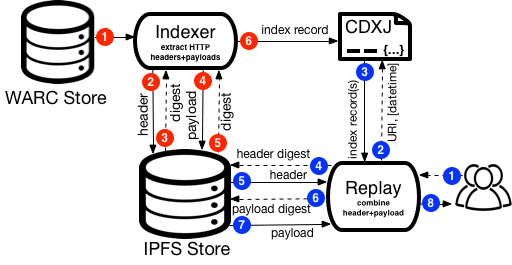 Indexer
extract HTTP
headers+payloads
1
6
index record
CDXJ
{...}
WARC Store
2
header
3
digest
4
payload
5
digest
3
index record(s)
2
URI, [datetime]
header digest
4
5
header
6
payload digest
7
payload
IPFS Store
Replay
combine
header+payload
1
8